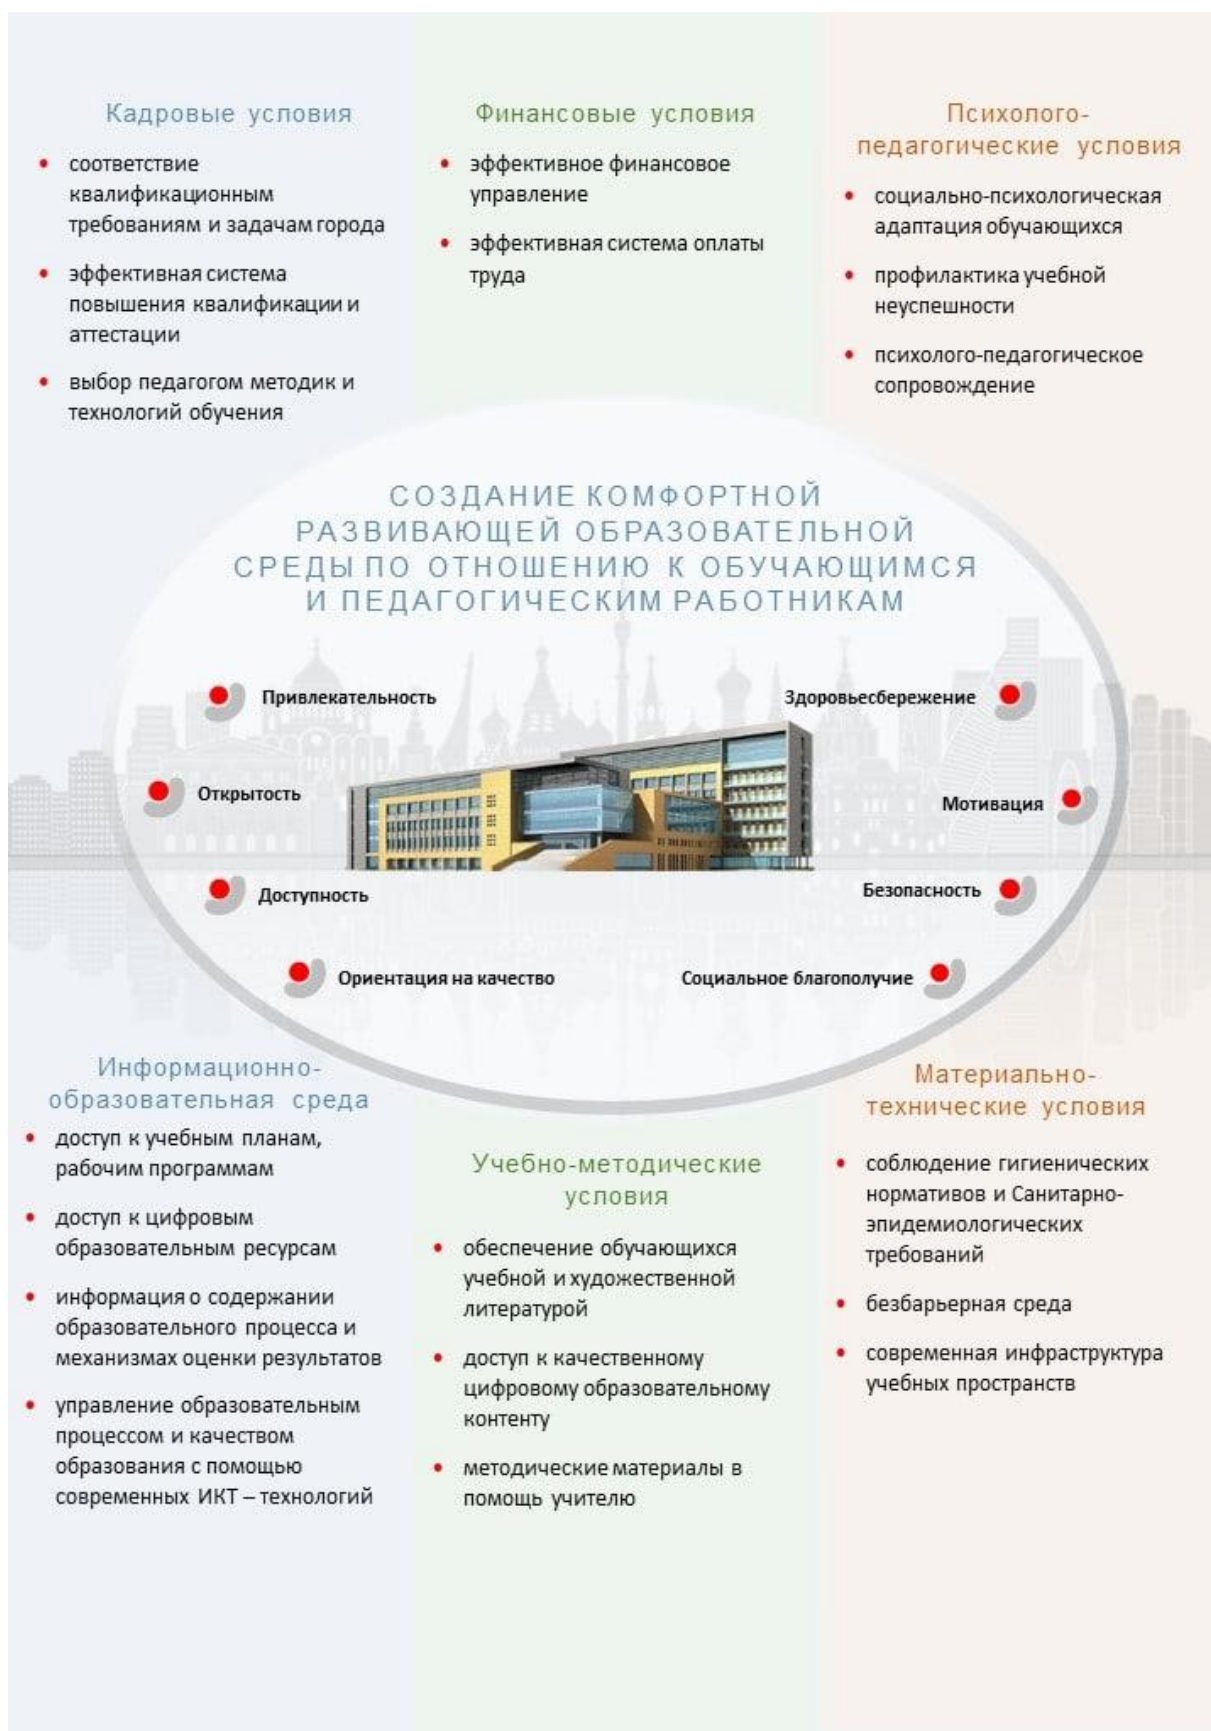 Кадровые условия
соответствие
квалификационным
требованиям и задачам города
эффективная система
повышения квалификации и
аттестации
выбор педагогом методик и
технологий обучения
Финансовые условия
эффективное финансовое
управление
эффективная система оплаты
труда
Психолого-
педагогические условия
социально-психологическая
адаптация обучающихся
профилактика учебной
неуспешности
психолого-педагогическое
сопровождение
СОЗДАНИЕ КОМФОРТНОЙ
РАЗВИВАЮЩЕЙ ОБРАЗОВАТЕЛЬНОЙ
СРЕДЫ ПО ОТНОШЕНИЮ К ОБУЧАЮЩИМСЯ
И ПЕДАГОГИЧЕСКИМ РАБОТНИКАМ
Привлекательность
Открытость
Доступность
Ориентация на качество
Здоровьесбережение
Мотивация
Безопасность
Социальное благополучие
Информационно-
образовательная среда
доступ к учебным планам,
рабочим программам
доступ к цифровым
образовательным ресурсам
информация о содержании
образовательного процесса и
механизмах оценки результатов
управление образовательным
процессом и качеством
образования с помощью
современных ИКТ – технологий
Учебно-методические
условия
обеспечение обучающихся
учебной и художественной
литературой
доступ к качественному
цифровому образовательному
контенту
методические материалы в
помощь учителю
Материально-
технические условия
соблюдение гигиенических
нормативов и Санитарно-
эпидемиологических
требований
безбарьерная среда
современная инфраструктура
учебных пространств